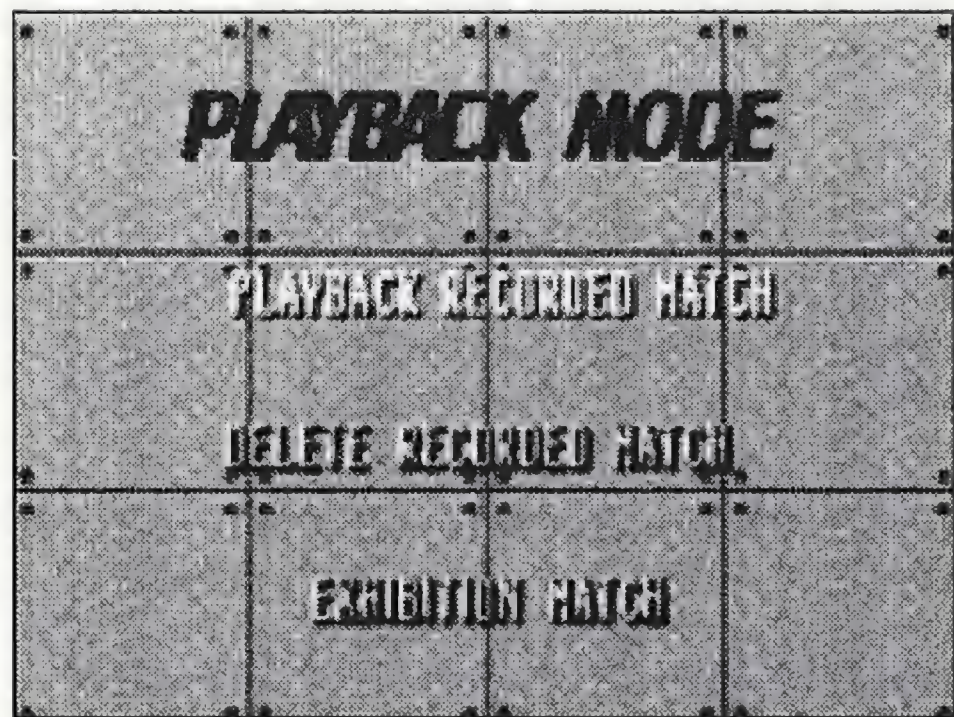 PLAYBACK MODE
PLAYBACK RECORDED MATCH
DELETE RECORDED MATCH
EXHIBITION MATCH